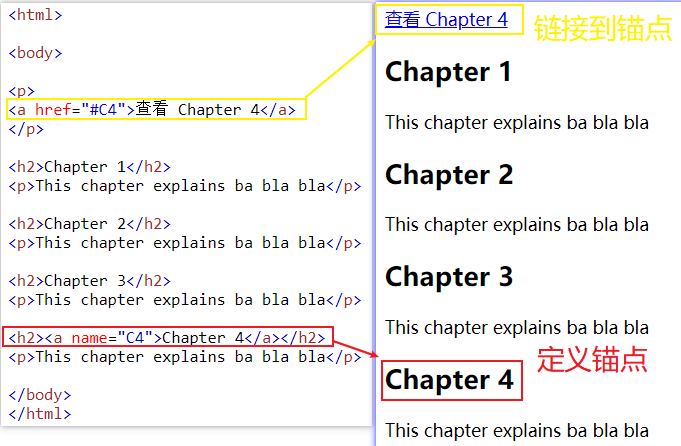 <html>
<body>
<p>
<a href="#C4">查看 Chapter 4</a>
</p>
<h2>Chapter 1</h2>
<p>This chapter explains ba bla bla</p>
<h2>Chapter 2</h2>
<p>This chapter explains ba bla bla</p>
<h2>Chapter 3</h2>
<p>This chapter explains ba bla bla</p>
<h2><a name="C4">Chapter 4</a></h2>
<p>This chapter explains ba bla bla</p>
</body>
</html>
查看 Chapter 4
链接到锚点
Chapter 1
This chapter explains ba bla bla
Chapter 2
This chapter explains ba bla bla
Chapter 3
This chapter explains ba bla bla
定义锚点
Chapter 4
This chapter explains ba bla bla